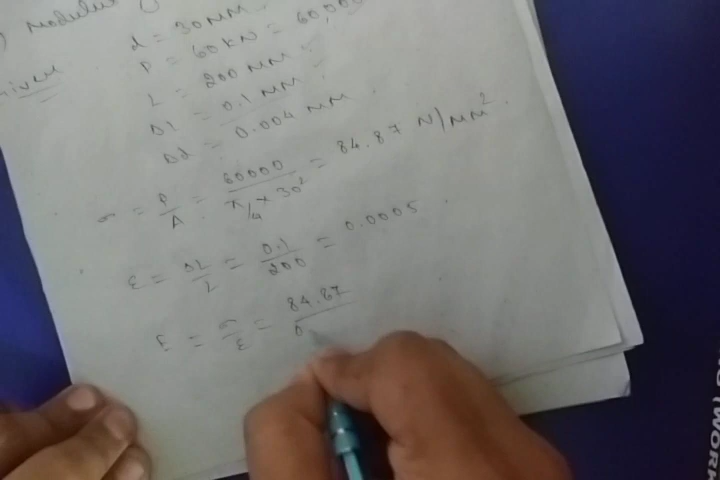 ) Modulus
Given
d = 30 MM
P = 60 KN = 60,000
L = 200 MM
ΔL = 0.1 MM
Δd = 0.004 MM
σ = P/A = 60000/(π/4 × 30²) = 84.87 N/MM².
ε = ΔL/L = 0.1/200 = 0.0005
E = σ/ε = 84.87/0.